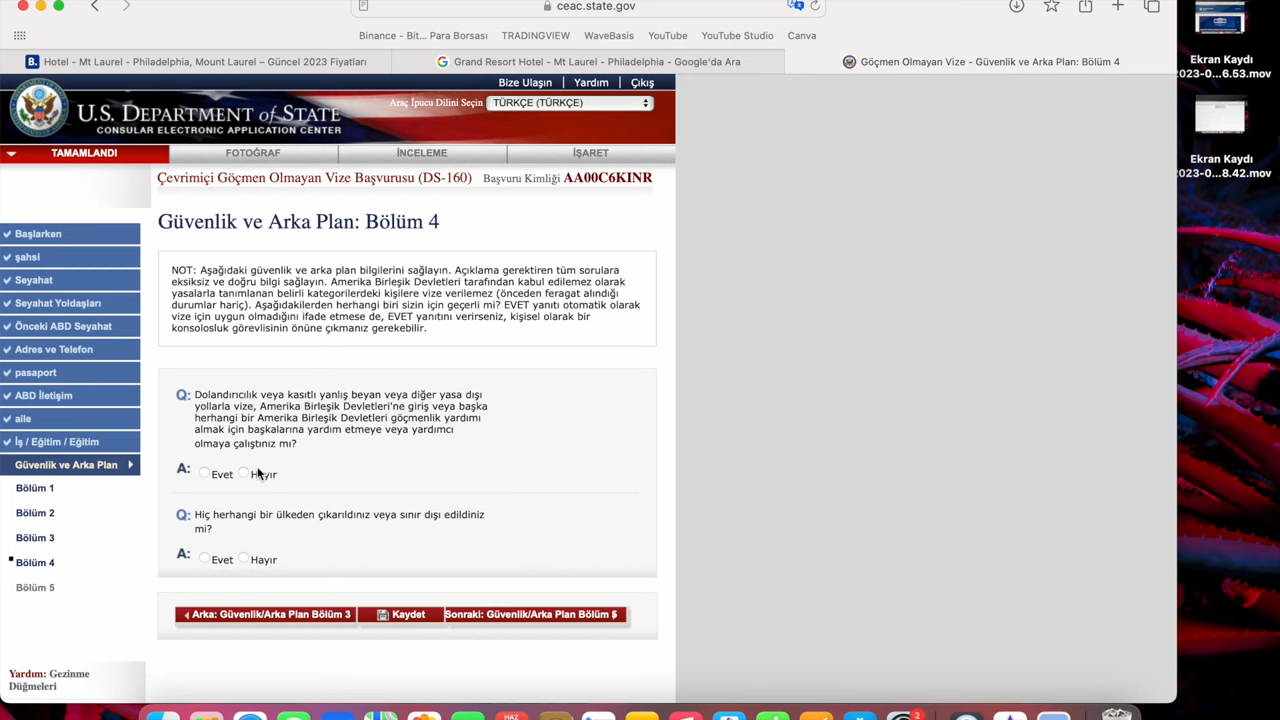 ceac.state.gov
Binance - Bit... Para Borsası TRADINGVIEW WaveBasis YouTube YouTube Studio Canva
B. Hotel - Mt Laurel - Philadelphia, Mount Laurel – Güncel 2023 Fiyatları
Grand Resort Hotel - Mt Laurel - Philadelphia - Google'da Ara
Göçmen Olmayan Vize - Güvenlik ve Arka Plan: Bölüm 4
Ekran Kaydı
2023-0...6.53.mov
Ekran Kaydı
2023-0...8.42.mov
Bize Ulaşın | Yardım | Çıkış
Araç İpucu Dilini Seçin TÜRKÇE (TÜRKÇE)
U.S. DEPARTMENT of STATE
CONSULAR ELECTRONIC APPLICATION CENTER
TAMAMLANDI FOTOĞRAF İNCELEME İŞARET
Çevrimiçi Göçmen Olmayan Vize Başvurusu (DS-160) Başvuru Kimliği AA00C6KINR
Güvenlik ve Arka Plan: Bölüm 4
Başlarken
şahsi
Seyahat
Seyahat Yoldaşları
Önceki ABD Seyahat
Adres ve Telefon
pasaport
ABD İletişim
aile
İş / Eğitim / Eğitim
Güvenlik ve Arka Plan
Bölüm 1
Bölüm 2
Bölüm 3
Bölüm 4
Bölüm 5
NOT: Aşağıdaki güvenlik ve arka plan bilgilerini sağlayın. Açıklama gerektiren tüm sorulara
eksiksiz ve doğru bilgi sağlayın. Amerika Birleşik Devletleri tarafından kabul edilemez olarak
yasalarla tanımlanan belirli kategorilerdeki kişilere vize verilemez (önceden feragat alındığı
durumlar hariç). Aşağıdakilerden herhangi biri sizin için geçerli mi? EVET yanıtı otomatik olarak
vize için uygun olmadığını ifade etmese de, EVET yanıtını verirseniz, kişisel olarak bir
konsolosluk görevlisinin önüne çıkmanız gerekebilir.
Q: Dolandırıcılık veya kasıtlı yanlış beyan veya diğer yasa dışı
yollarla vize, Amerika Birleşik Devletleri'ne giriş veya başka
herhangi bir Amerika Birleşik Devletleri göçmenlik yardımı
almak için başkalarına yardım etmeye veya yardımcı
olmaya çalıştınız mı?
A: Evet Hayır
Q: Hiç herhangi bir ülkeden çıkarıldınız veya sınır dışı edildiniz
mi?
A: Evet Hayır
Arka: Güvenlik/Arka Plan Bölüm 3 Kaydet Sonraki: Güvenlik/Arka Plan Bölüm 5
Yardım: Gezinme
Düğmeleri
HAZ
2